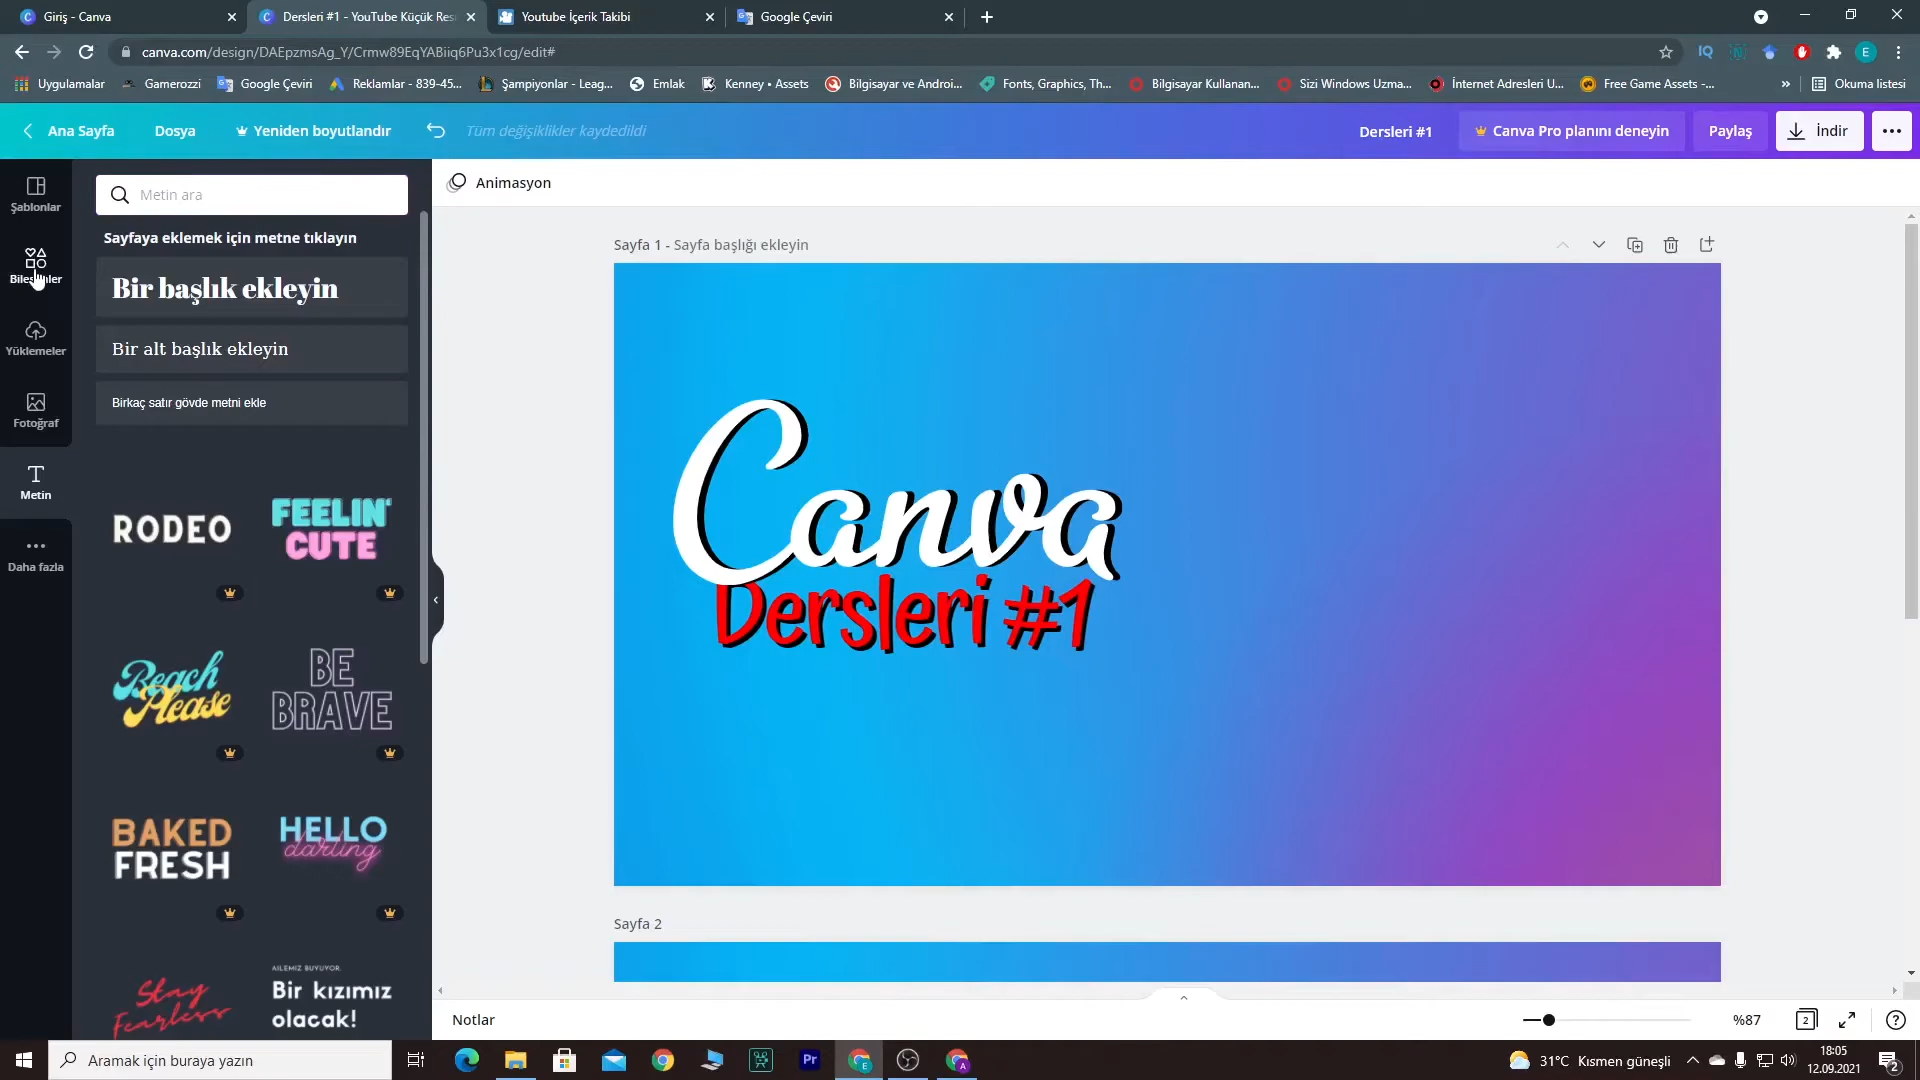 Giriş - Canva
Dersleri #1 - YouTube Küçük Res
Youtube İçerik Takibi
Google Çeviri
canva.com/design/DAEpzmsAg_Y/Crmw89EqYABiiq6Pu3x1cg/edit#
Uygulamalar
Gamerozzi
Google Çeviri
Reklamlar - 839-45...
Şampiyonlar - Leag...
Emlak
Kenney • Assets
Bilgisayar ve Androi...
Fonts, Graphics, Th...
Bilgisayar Kullanan...
Sizi Windows Uzma...
İnternet Adresleri U...
Free Game Assets -...
Okuma listesi
Ana Sayfa
Dosya
Yeniden boyutlandır
Tüm değişiklikler kaydedildi
Dersleri #1
Canva Pro planını deneyin
Paylaş
İndir
Şablonlar
Yüklemeler
Fotoğraf
Metin
Daha fazla
Metin ara
Sayfaya eklemek için metne tıklayın
Bir başlık ekleyin
Bir alt başlık ekleyin
Birkaç satır gövde metni ekle
RODEO
FEELIN'
CUTE
Beach
Please
BE
BRAVE
BAKED
FRESH
HELLO
darling
Stay
Fearless
AILEMIZ BUYUYOR.
Bir kızımız
olacak!
Animasyon
Sayfa 1 - Sayfa başlığı ekleyin
Canva
Dersleri #1
Sayfa 2
Notlar
%87
2
Aramak için buraya yazın
Pr
31°C Kısmen güneşli
18:05
12.09.2021
2